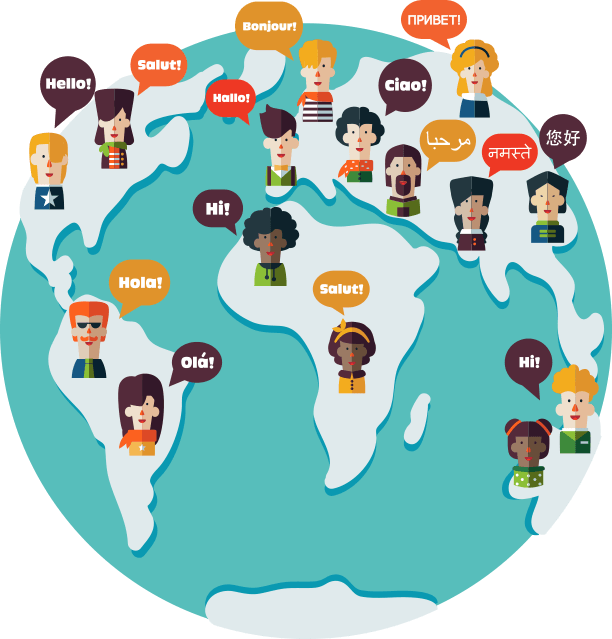 ПРИВЕТ!
Bonjour!
Salut!
Hello!
Ciao!
Hallo!
مرحبا
您好
नमस्ते
Hi!
Hola!
Salut!
Olá!
Hi!